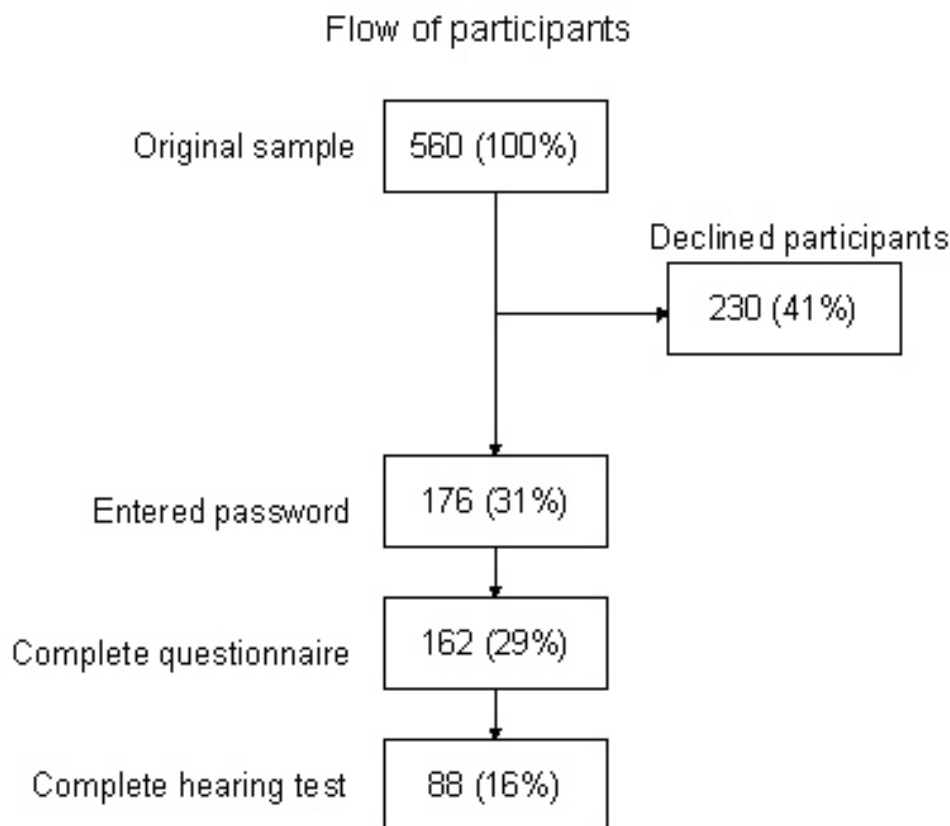 Flow of participants
Original sample
560 (100%)
Declined participants
230 (41%)
Entered password
176 (31%)
Complete questionnaire
162 (29%)
Complete hearing test
88 (16%)